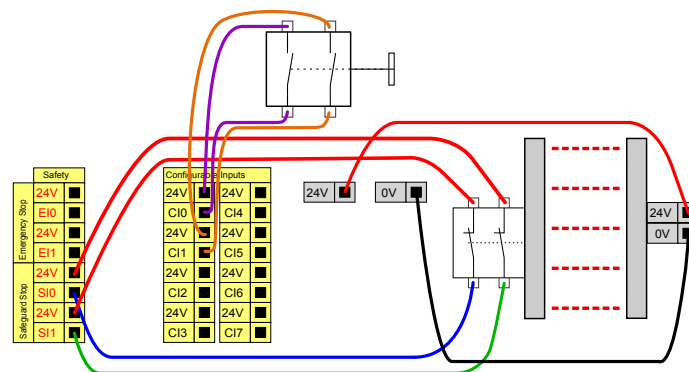 Safety
Emergency Stop
24V
EI0
24V
EI1
Safeguard Stop
24V
SI0
24V
SI1
Configurable Inputs
24V 24V
CI0 CI4
24V 24V
CI1 CI5
24V 24V
CI2 CI6
24V 24V
CI3 CI7
24V
0V
24V
0V